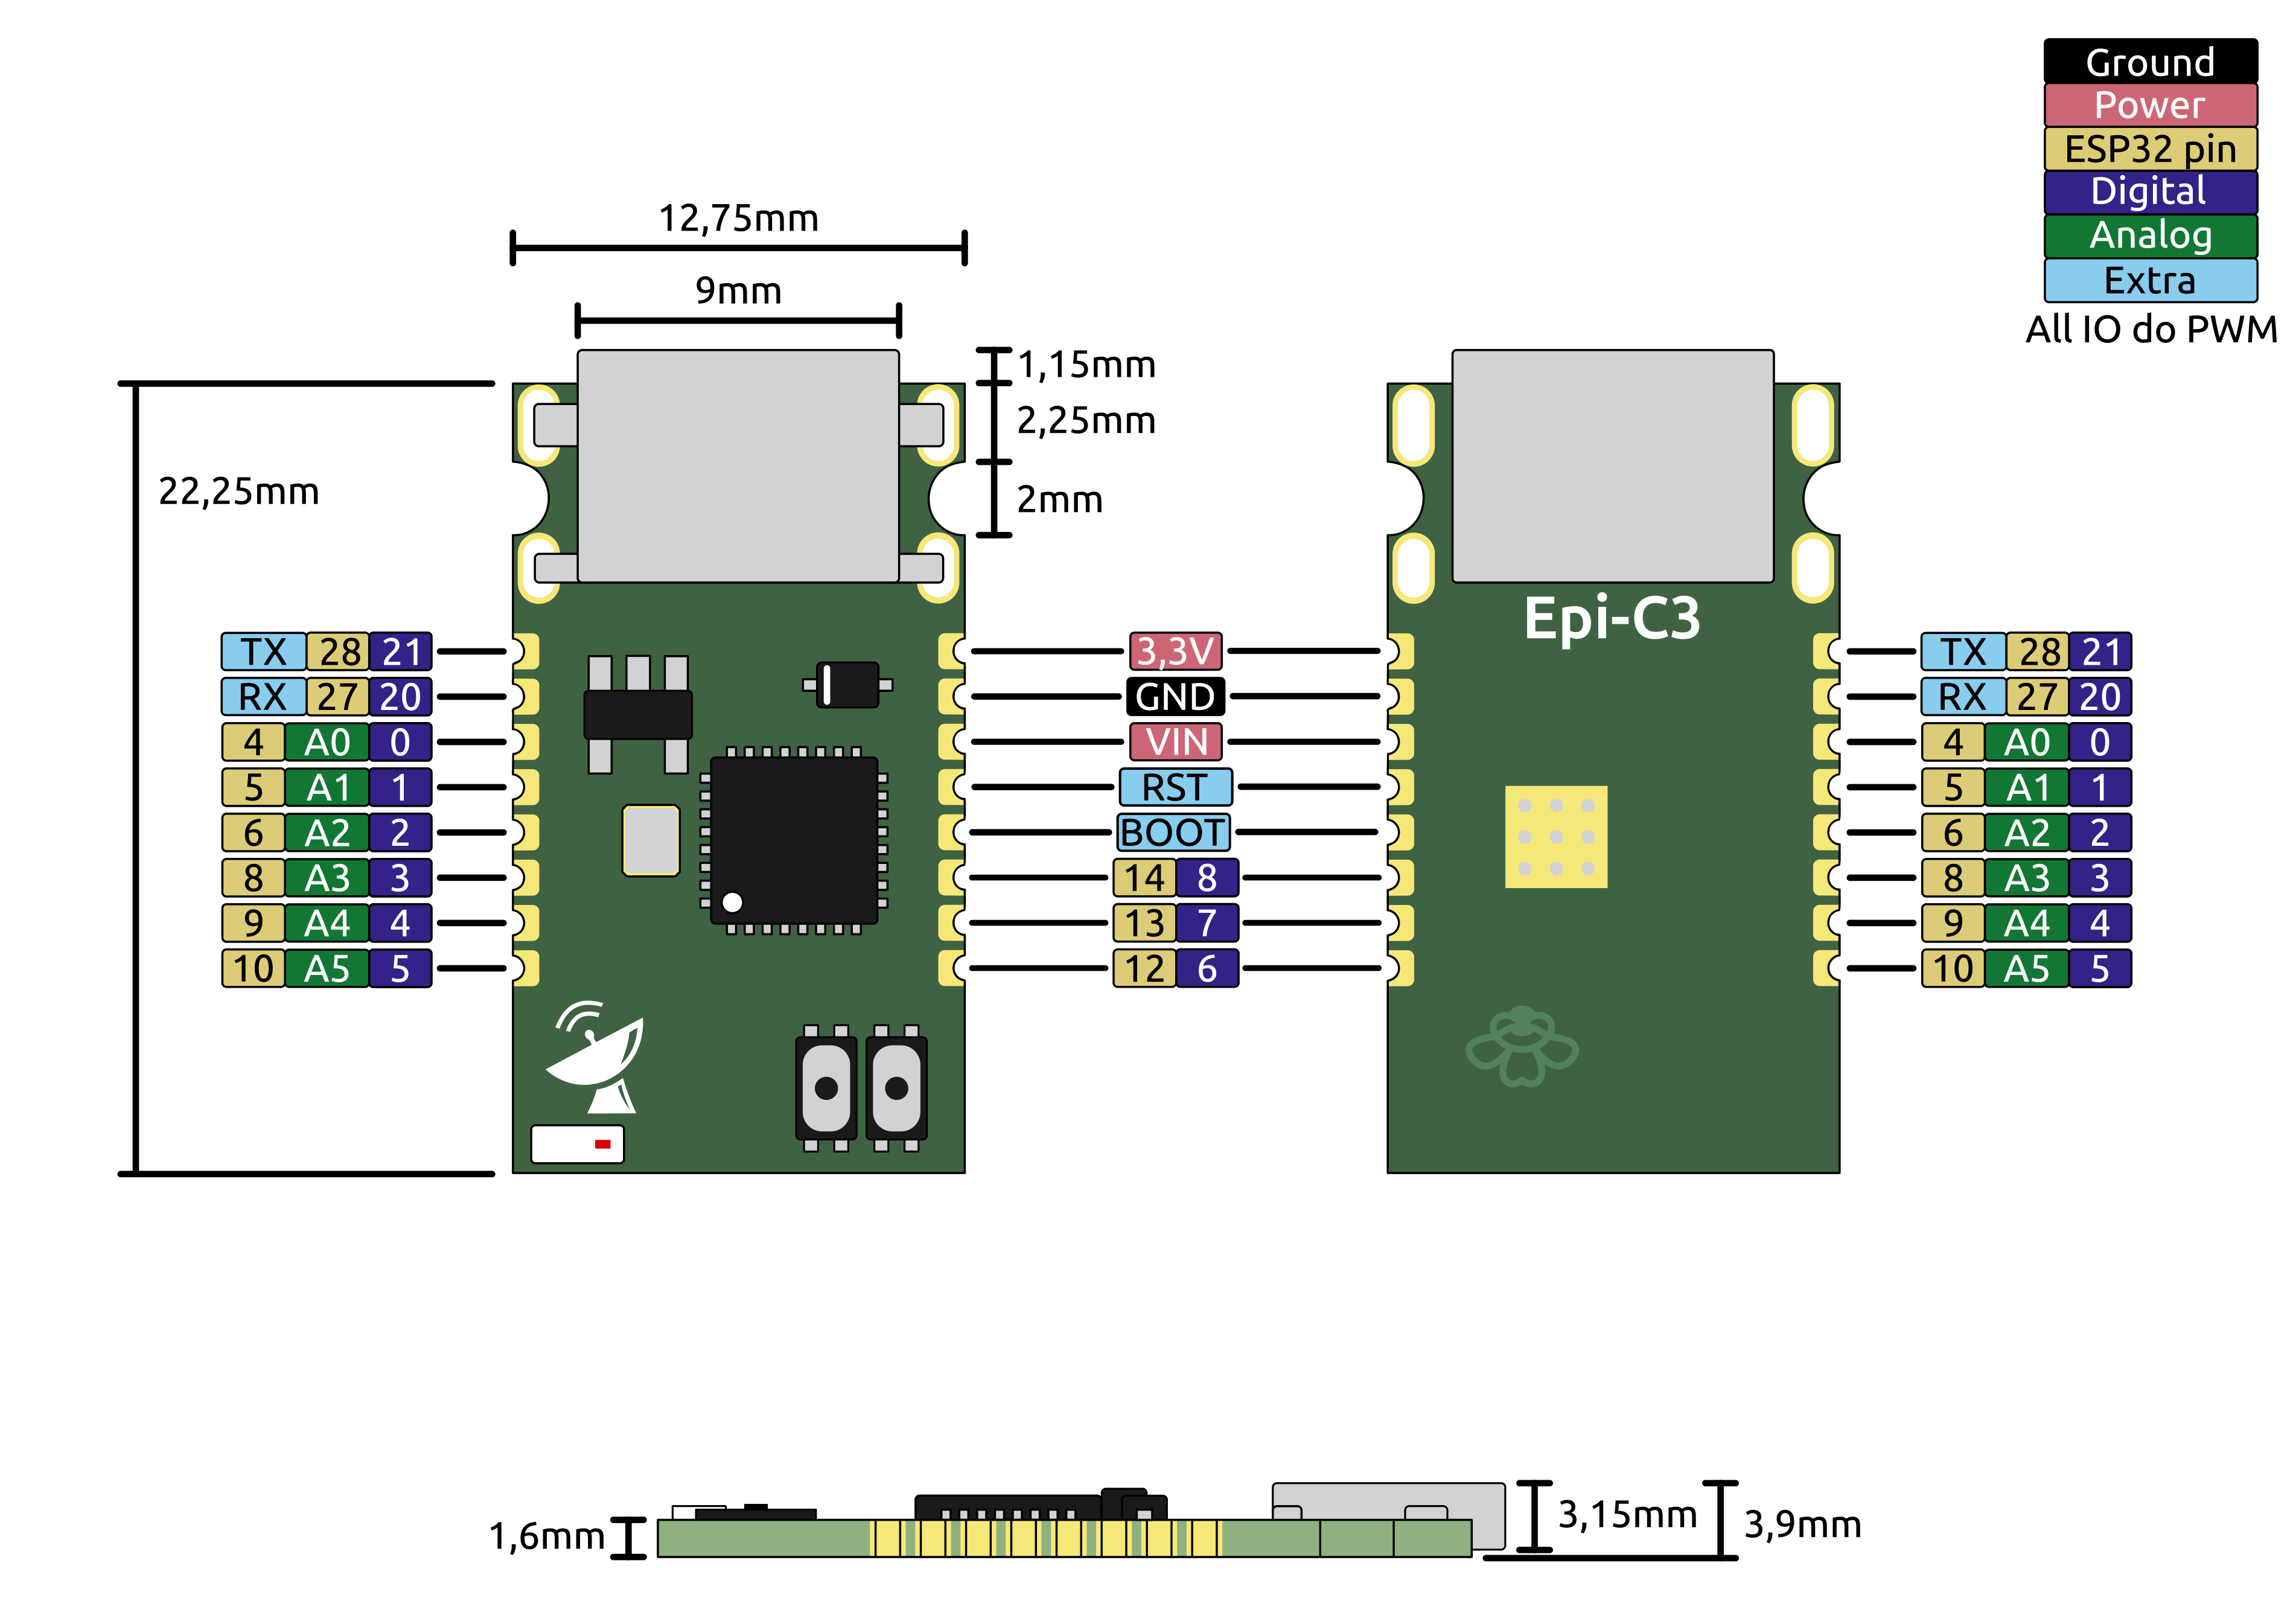 Ground
Power
ESP32 pin
Digital
Analog
Extra
All IO do PWM
12,75mm
9mm
1,15mm
2,25mm
2mm
22,25mm
Epi-C3
TX 28 21
RX 27 20
4 A0 0
5 A1 1
6 A2 2
8 A3 3
9 A4 4
10 A5 5
3,3V
GND
VIN
RST
BOOT
14 8
13 7
12 6
TX 28 21
RX 27 20
4 A0 0
5 A1 1
6 A2 2
8 A3 3
9 A4 4
10 A5 5
1,6mm
3,15mm
3,9mm